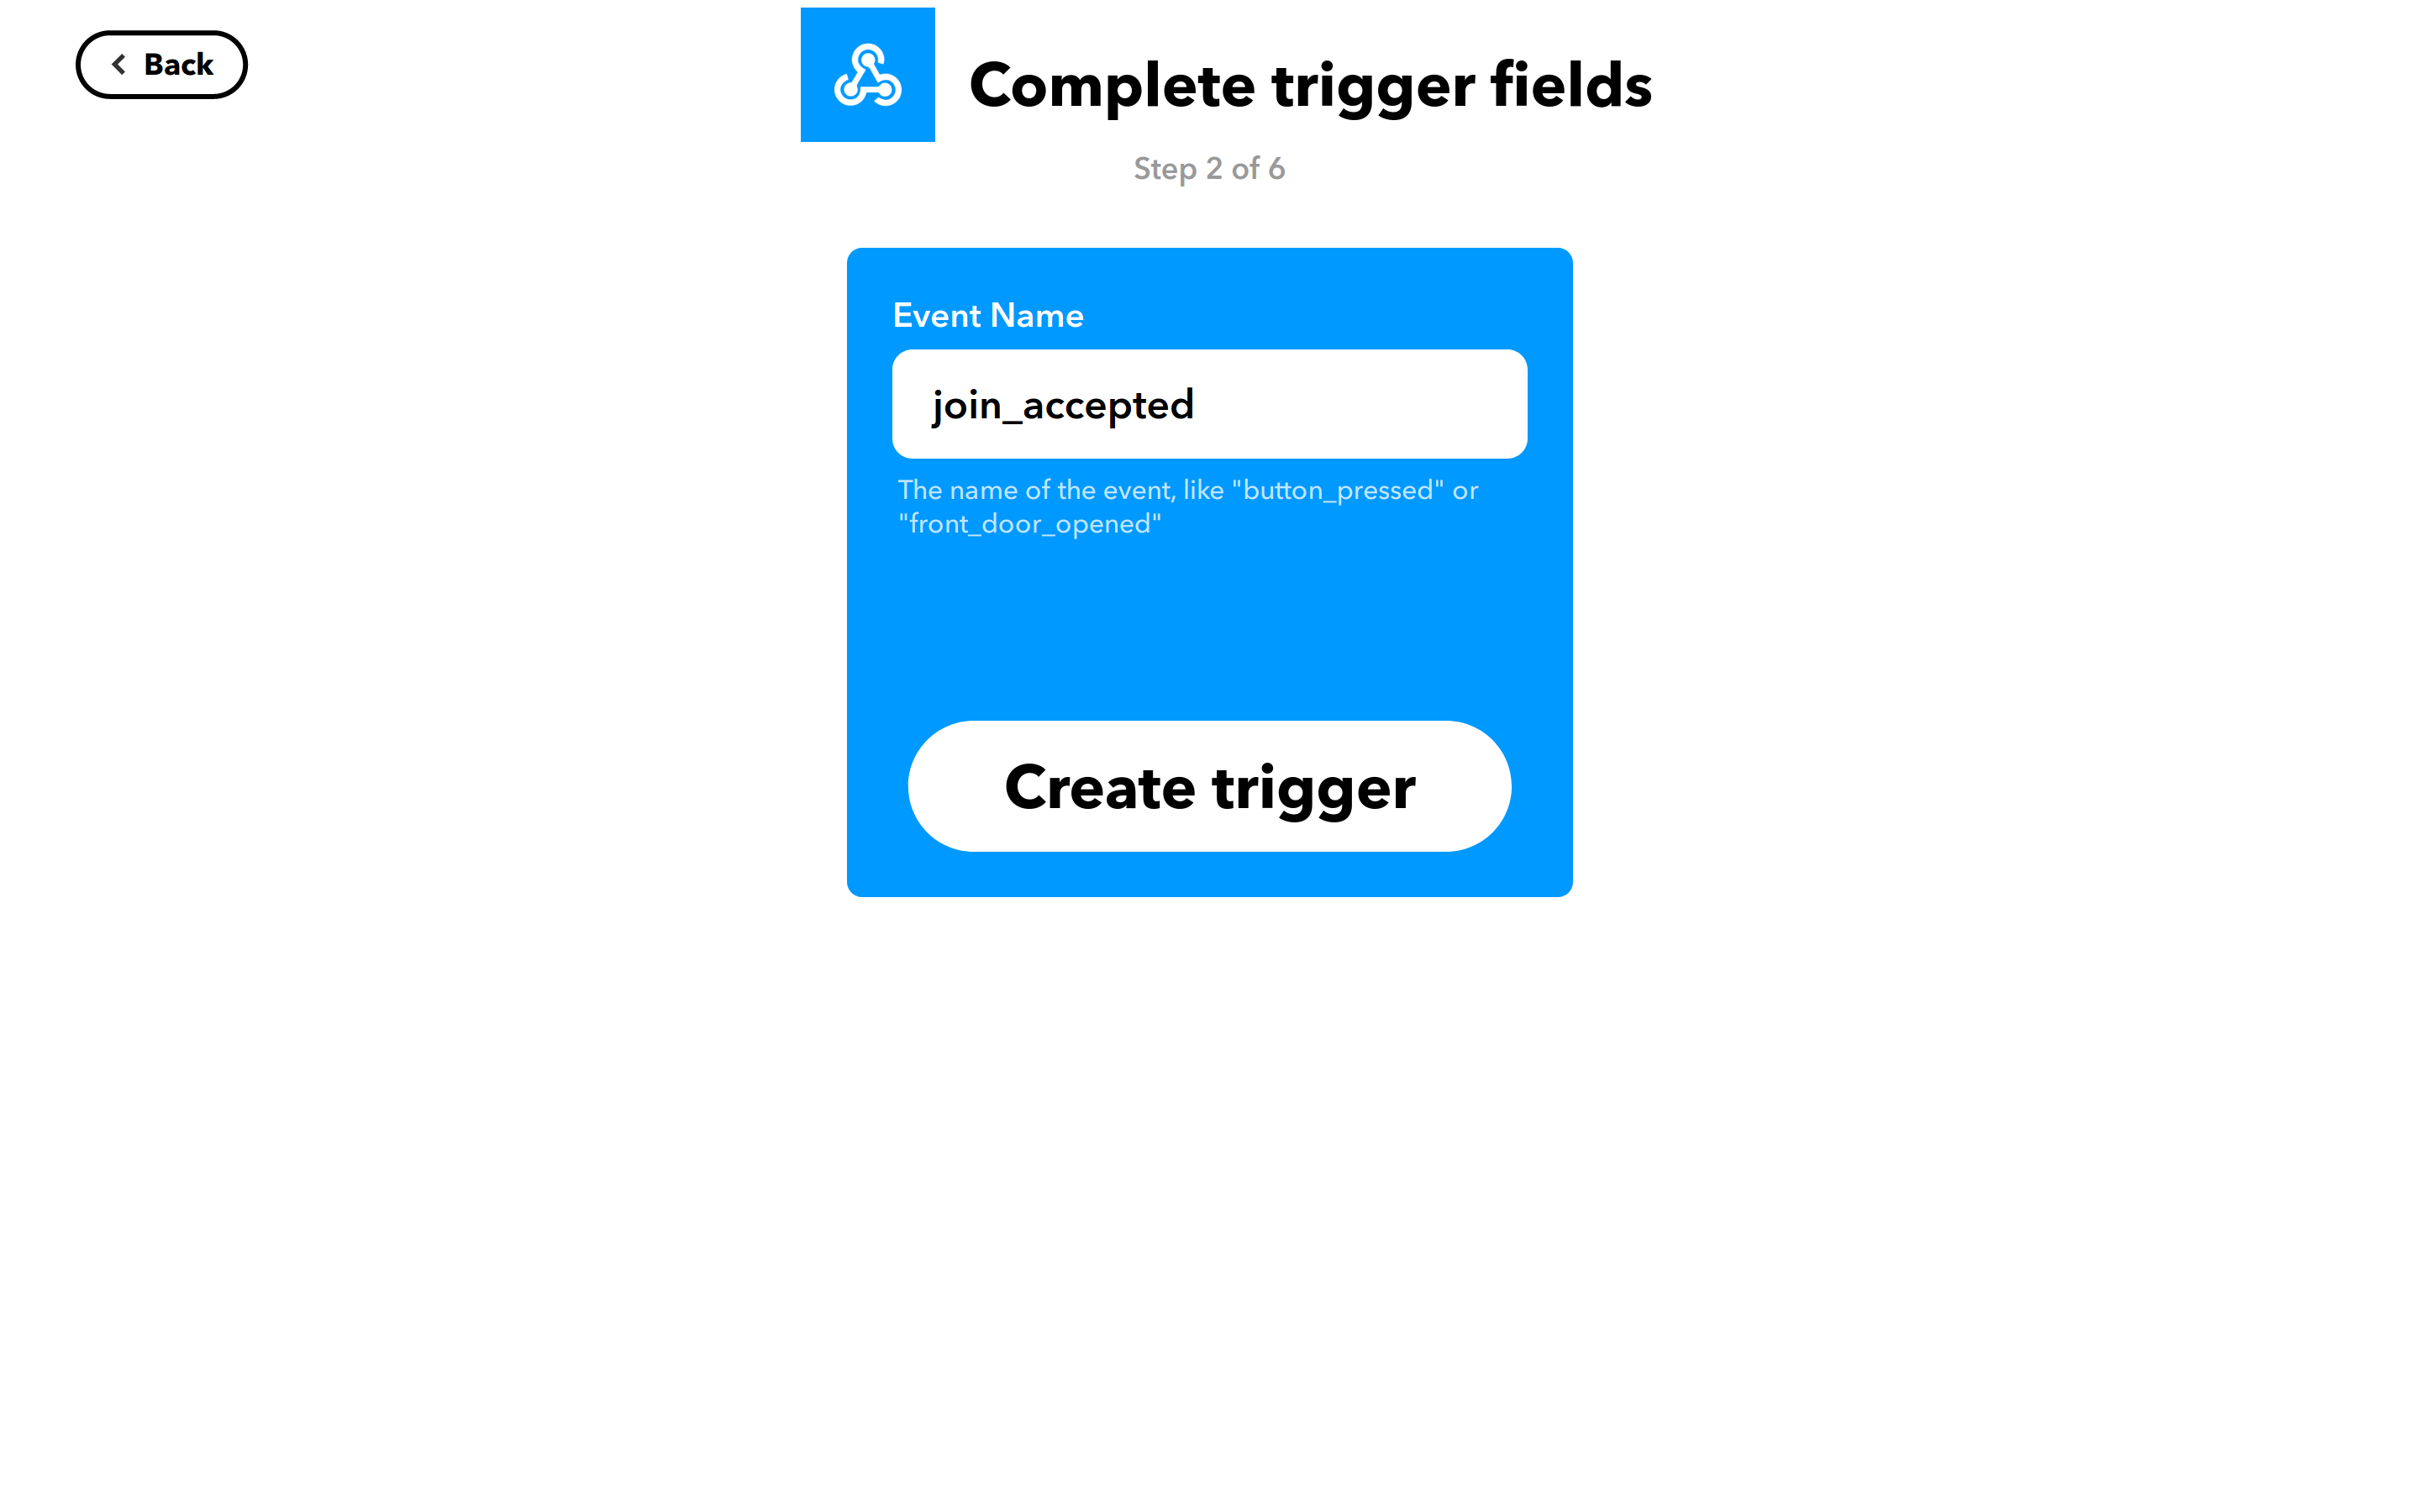 Back
Complete trigger fields
Step 2 of 6
Event Name
join_accepted
The name of the event, like "button_pressed" or
"front_door_opened"
Create trigger